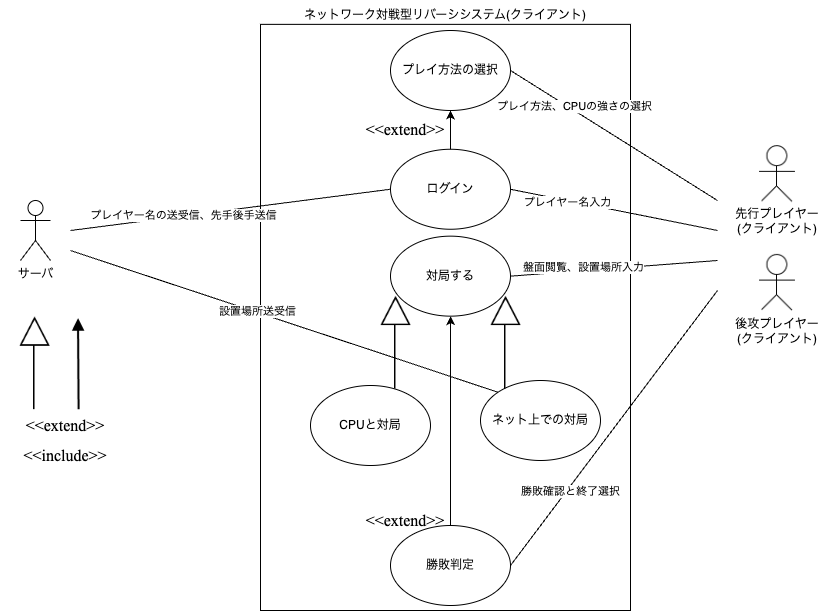 ネットワーク対戦型リバーシシステム(クライアント)
プレイ方法の選択
プレイ方法、CPUの強さの選択
<<extend>>
ログイン
プレイヤー名入力
プレイヤー名の送受信、先手後手送信
先行プレイヤー
(クライアント)
サーバ
対局する
盤面閲覧、設置場所入力
設置場所送受信
後攻プレイヤー
(クライアント)
CPUと対局
ネット上での対局
<<extend>>
<<include>>
勝敗確認と終了選択
<<extend>>
勝敗判定